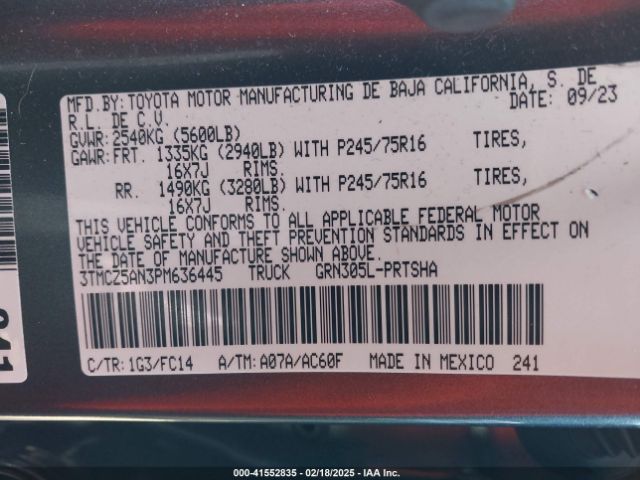 MFD.BY: TOYOTA MOTOR MANUFACTURING DE BAJA CALIFORNIA, S. DE
R.L. DE C.V. DATE: 09/23
GVWR: 2540KG (5600LB)
GAWR: FRT. 1335KG (2940LB) WITH P245/75R16 TIRES,
16X7J RIMS.
RR. 1490KG (3280LB) WITH P245/75R16 TIRES,
16X7J RIMS.
THIS VEHICLE CONFORMS TO ALL APPLICABLE FEDERAL MOTOR
VEHICLE SAFETY AND THEFT PREVENTION STANDARDS IN EFFECT ON
THE DATE OF MANUFACTURE SHOWN ABOVE.
3TMCZ5AN3PM636445 TRUCK GRN305L-PRTSHA
C/TR: 1G3/FC14 A/TM: A07A/AC60F MADE IN MEXICO 241
000-41552835 - 02/18/2025 - IAA Inc.